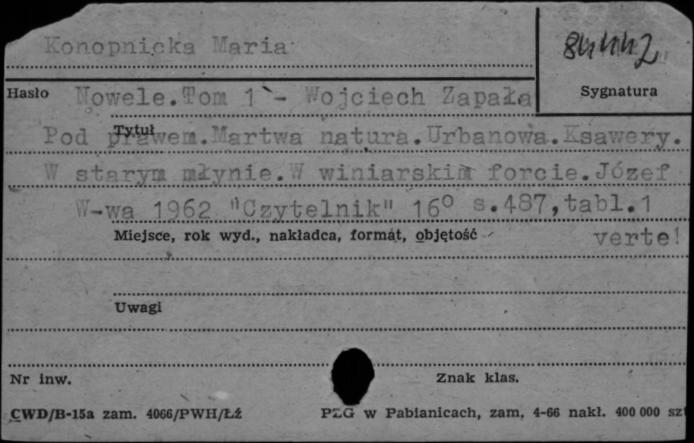 Konopnicka Maria
84442
Hasło
Nowele.Tom 1 - Wojciech Zapała
Sygnatura
Tytuł
Pod prawem.Martwa natura.Urbanowa.Ksawery.
W starym młynie.W winiarskim forcie.Józef
W-wa 1962 "Czytelnik" 16° s.487,tabl.1
Miejsce, rok wyd., nakładca, format, objętość
verte!
Uwagi
Nr inw.
Znak klas.
CWD/B-15a zam. 4066/PWH/Łź
PZG w Pabianicach, zam, 4-66 nakł. 400 000 szt